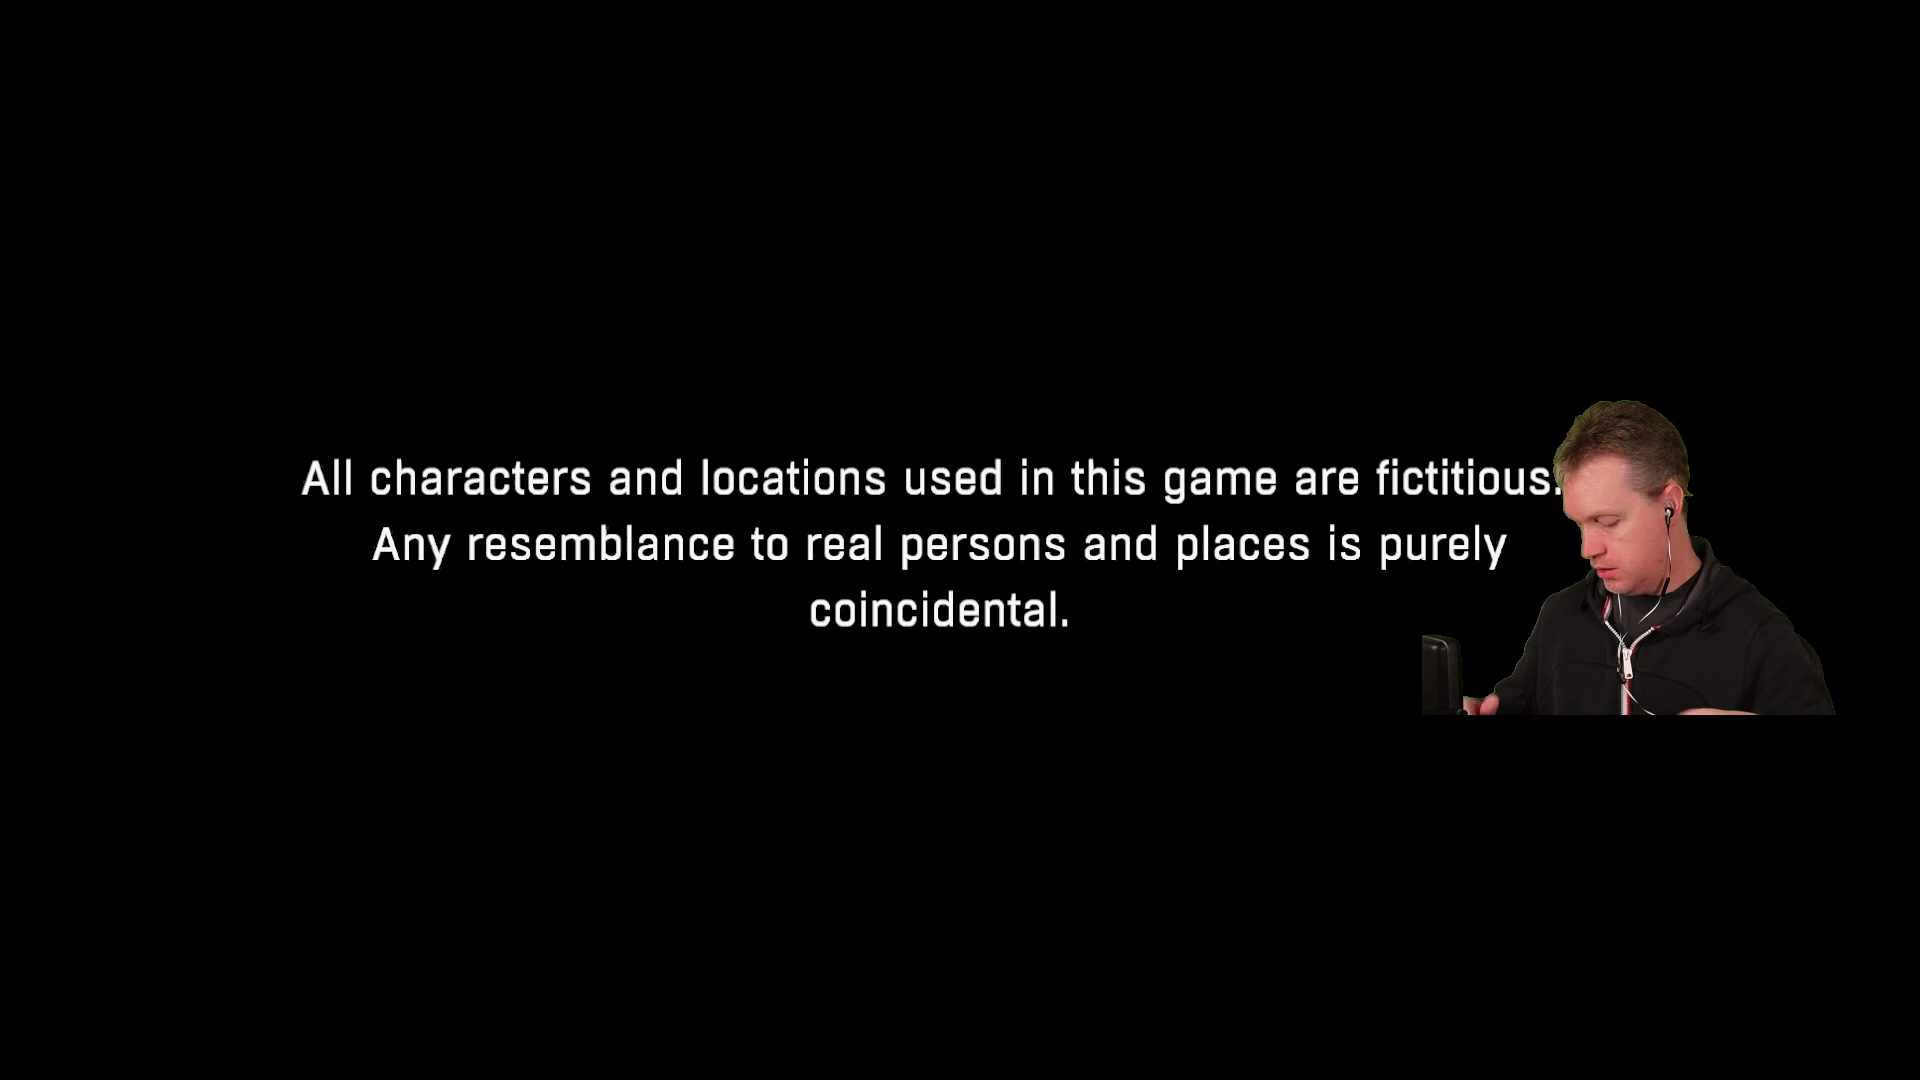 All characters and locations used in this game are fictitious.
Any resemblance to real persons and places is purely
coincidental.